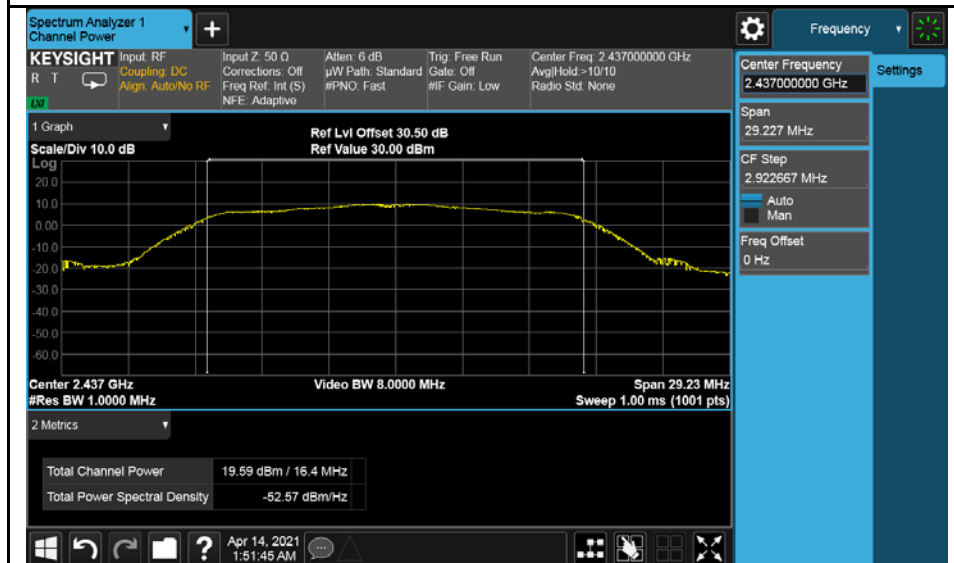 Spectrum Analyzer 1
Channel Power
+
Frequency
KEYSIGHT
R T
LXI
Input: RF
Coupling: DC
Align: Auto/No RF
Input Z: 50 Ω
Corrections: Off
Freq Ref: Int (S)
NFE: Adaptive
Atten: 6 dB
µW Path: Standard
#PNO: Fast
Trig: Free Run
Gate: Off
#IF Gain: Low
Center Freq: 2.437000000 GHz
Avg|Hold:>10/10
Radio Std: None
Center Frequency
2.437000000 GHz
Settings
Span
29.227 MHz
CF Step
2.922667 MHz
Auto
Man
Freq Offset
0 Hz
1 Graph
Scale/Div 10.0 dB
Ref Lvl Offset 30.50 dB
Ref Value 30.00 dBm
Log
20.0
10.0
0.00
-10.0
-20.0
-30.0
-40.0
-50.0
-60.0
Center 2.437 GHz
#Res BW 1.0000 MHz
Video BW 8.0000 MHz
Span 29.23 MHz
Sweep 1.00 ms (1001 pts)
2 Metrics
Total Channel Power 19.59 dBm / 16.4 MHz
Total Power Spectral Density -52.57 dBm/Hz
?
Apr 14, 2021
1:51:45 AM